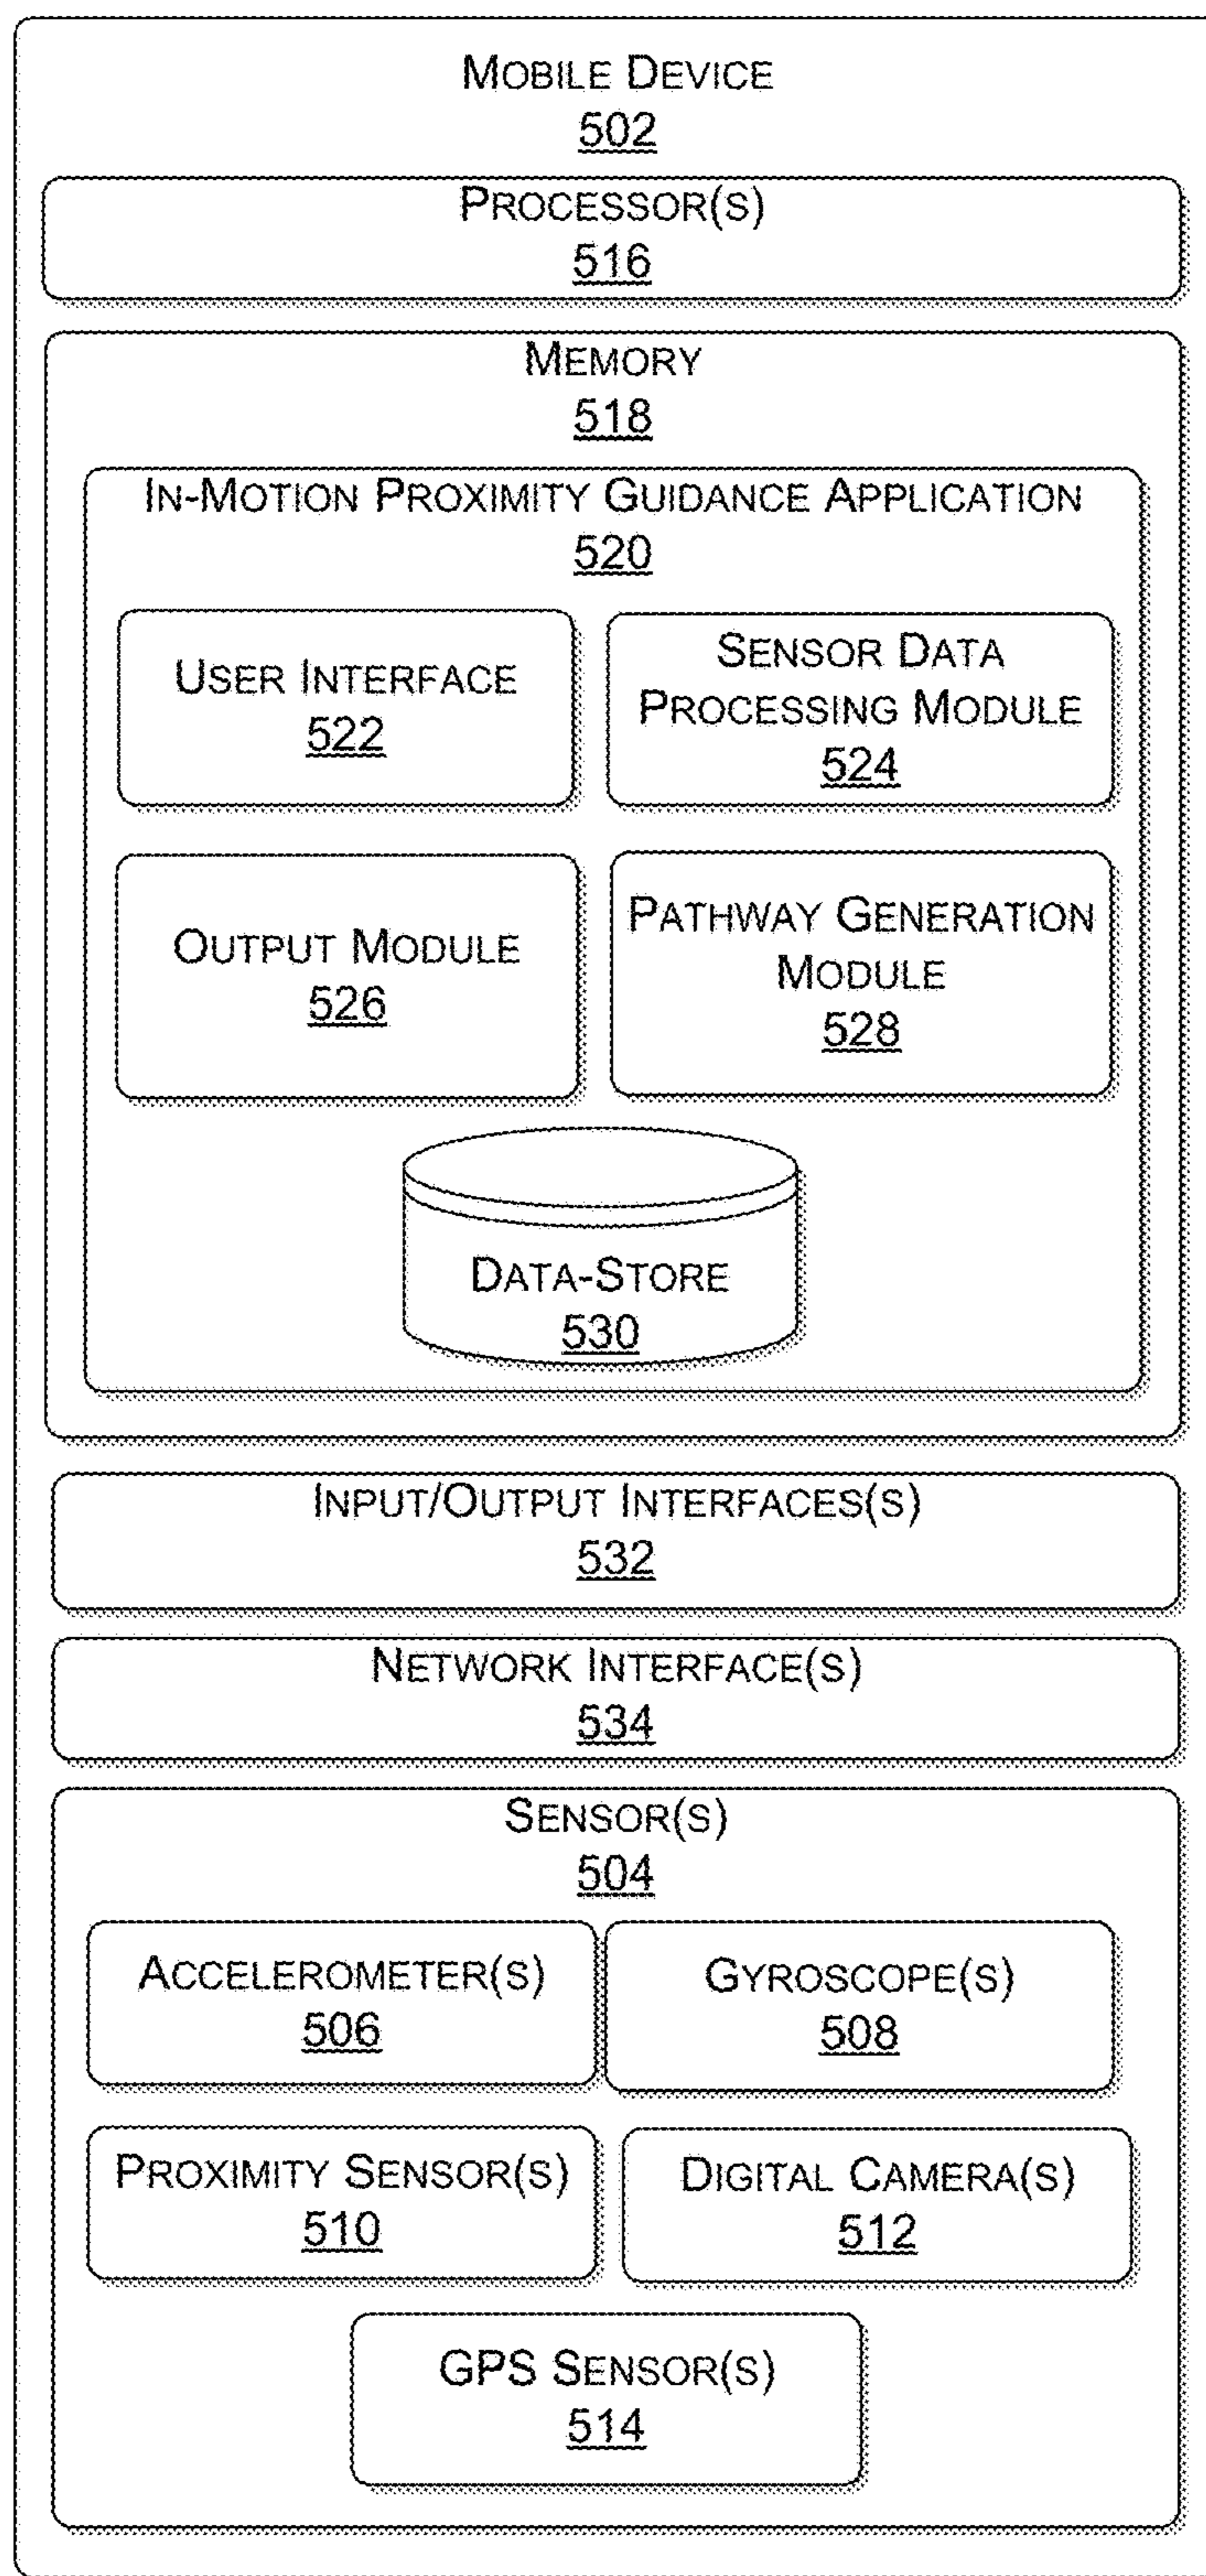 MOBILE DEVICE
502
PROCESSOR(S)
516
MEMORY
518
IN-MOTION PROXIMITY GUIDANCE APPLICATION
520
USER INTERFACE
522
SENSOR DATA
PROCESSING MODULE
524
OUTPUT MODULE
526
PATHWAY GENERATION
MODULE
528
DATA-STORE
530
INPUT/OUTPUT INTERFACES(S)
532
NETWORK INTERFACE(S)
534
SENSOR(S)
504
ACCELEROMETER(S)
506
GYROSCOPE(S)
508
PROXIMITY SENSOR(S)
510
DIGITAL CAMERA(S)
512
GPS SENSOR(S)
514